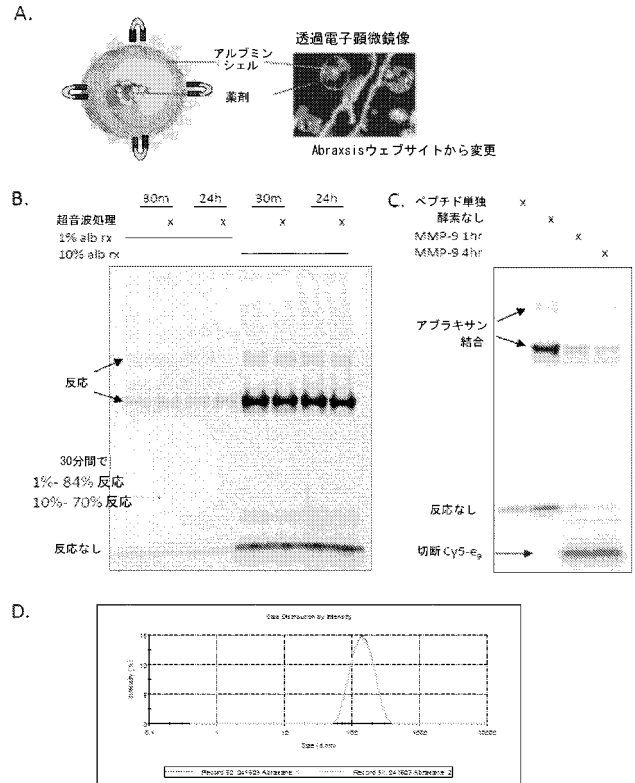 A.
アルブミン
シェル
薬剤
透過電子顕微鏡像
Abraxsisウェブサイトから変更
B.
30m 24h 30m 24h
超音波処理 x x x x
1% alb rx
10% alb rx
反応
30分間で
1%- 84% 反応
10%- 70% 反応
反応なし
C.
ペプチド単独 x
酵素なし x
MMP-9 1hr x
MMP-9 4hr x
アブラキサン
結合
反応なし
切断 Cy5-e₉
D.
Size Distribution by Intensity
Intensity (%)
Size (d.nm)